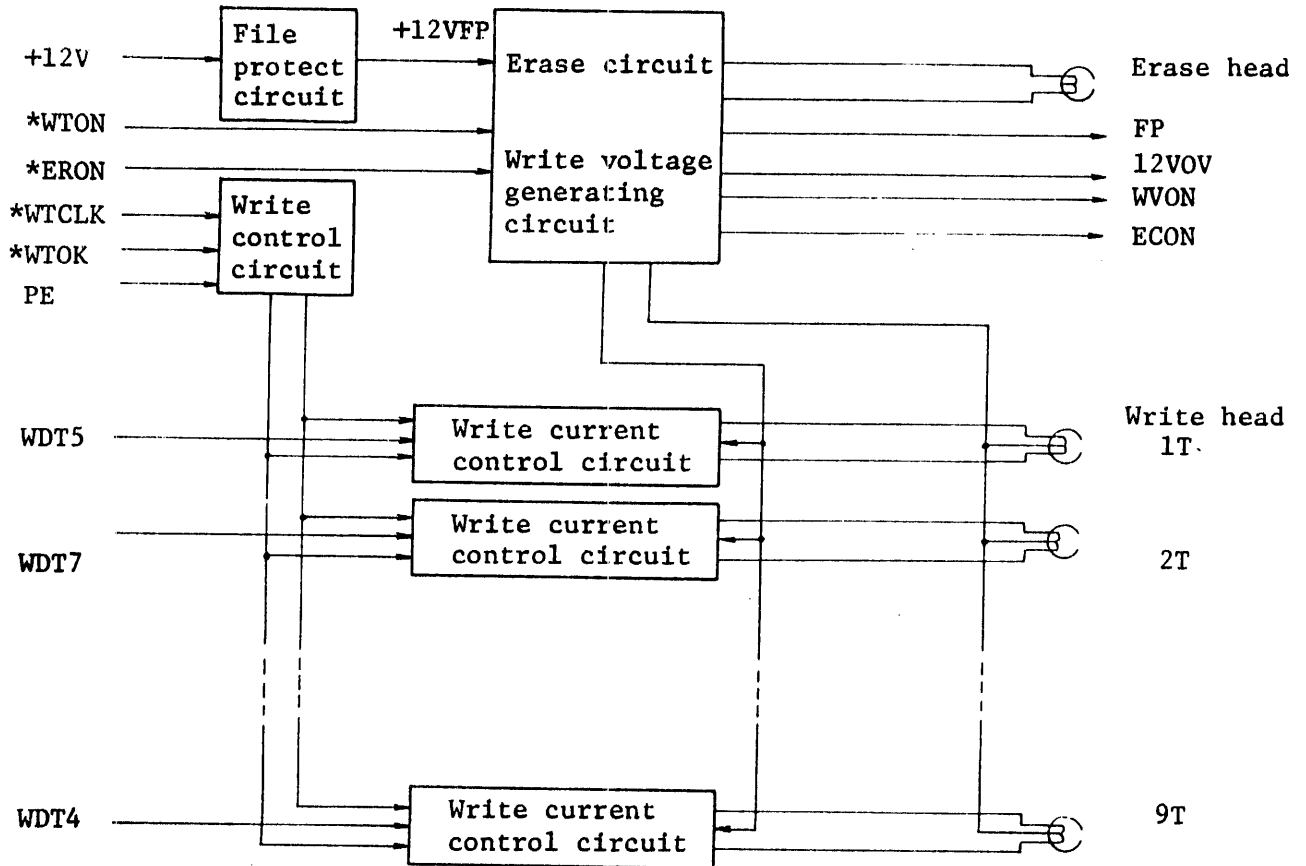 +12V
File
protect
circuit
+12VFP
*WTON
*ERON
*WTCLK
*WTOK
PE
Write
control
circuit
Erase circuit
Write voltage
generating
circuit
Erase head
FP
12VOV
WVON
ECON
WDT5
Write current
control circuit
Write head
1T
WDT7
Write current
control circuit
2T
WDT4
Write current
control circuit
9T